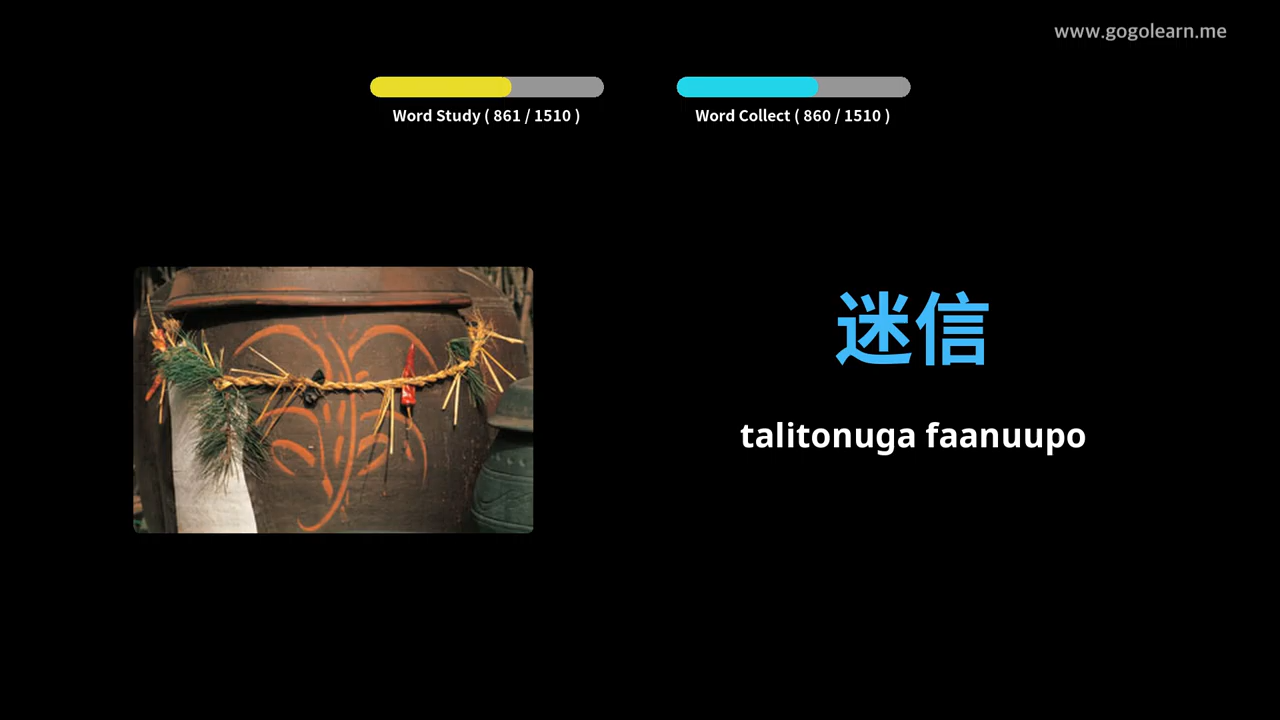 www.gogolearn.me
Word Study ( 861 / 1510 )
Word Collect ( 860 / 1510 )
迷信
talitonuga faanuupo